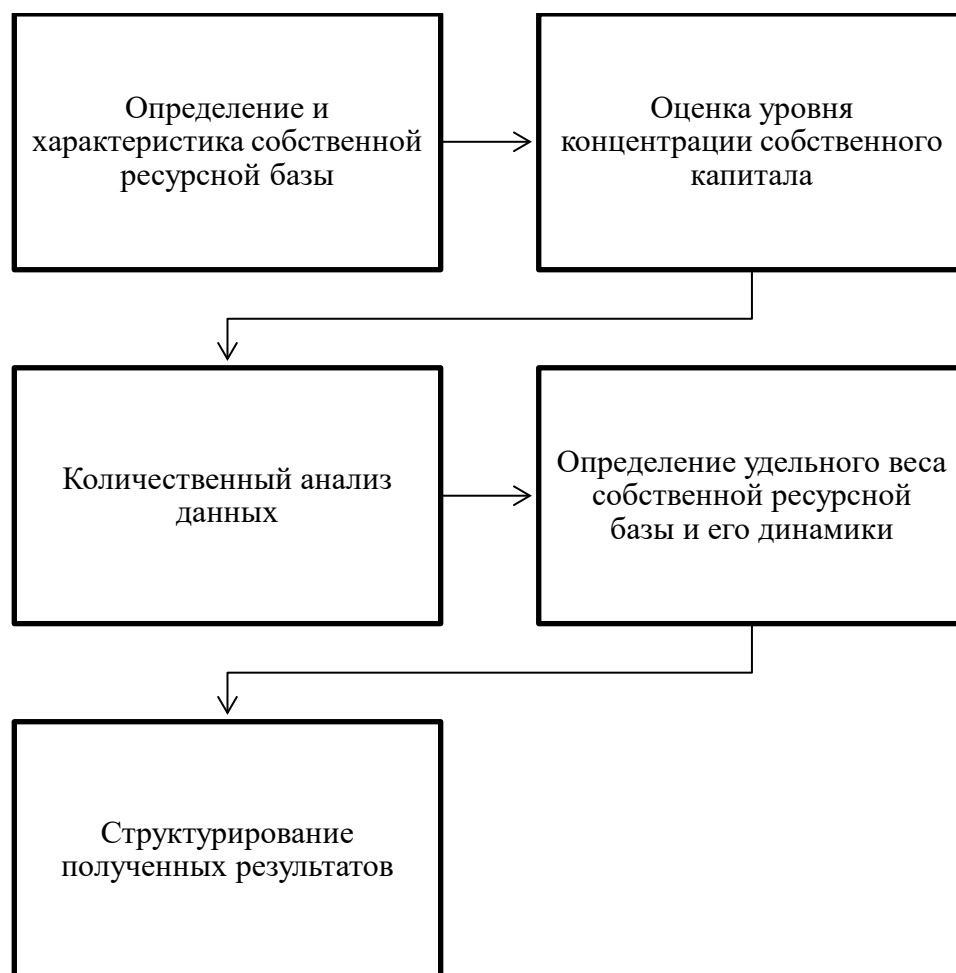 Определение и
характеристика собственной
ресурсной базы
Оценка уровня
концентрации собственного
капитала
Количественный анализ
данных
Определение удельного веса
собственной ресурсной
базы и его динамики
Структурирование
полученных результатов